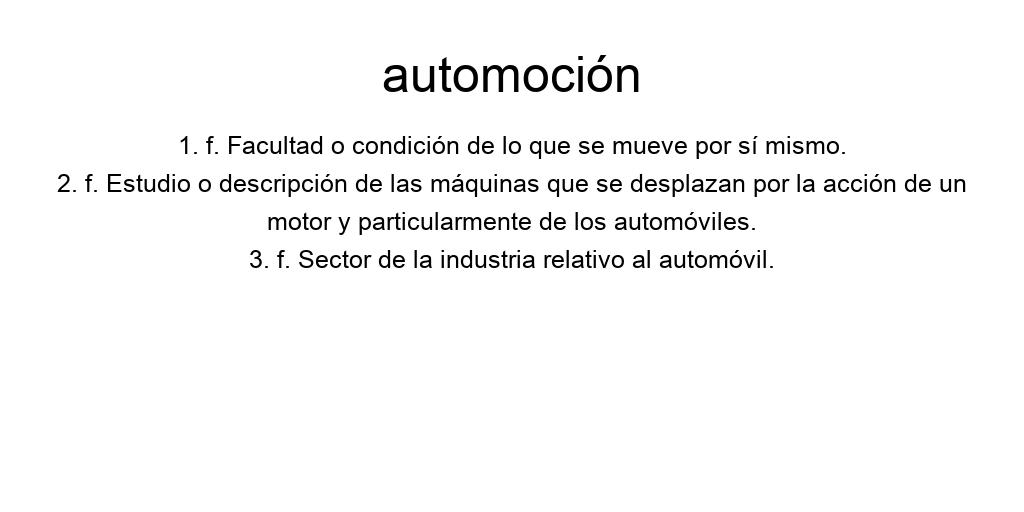 automoción
1. f. Facultad o condición de lo que se mueve por sí mismo.
2. f. Estudio o descripción de las máquinas que se desplazan por la acción de un
motor y particularmente de los automóviles.
3. f. Sector de la industria relativo al automóvil.